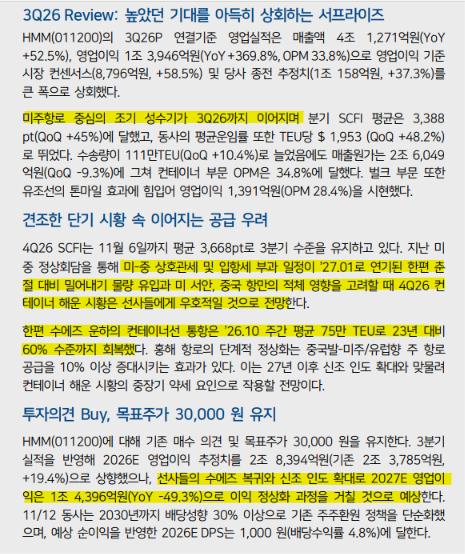 3Q26 Review: 높았던 기대를 아득히 상회하는 서프라이즈
HMM(011200)의 3Q26P 연결기준 영업실적은 매출액 4조 1,271억원(YoY
+52.5%), 영업이익 1조 3,946억원(YoY +369.8%, OPM 33.8%)으로 영업이익 기준
시장 컨센서스(8,796억원, +58.5%) 및 당사 종전 추정치(1조 158억원, +37.3%)를
큰 폭으로 상회했다.
미주항로 중심의 조기 성수기가 3Q26까지 이어지며 분기 SCFI 평균은 3,388
pt(QoQ +45%)에 달했고, 동사의 평균운임률 또한 TEU당 $ 1,953 (QoQ +48.2%)
로 뛰었다. 수송량이 111만TEU(QoQ +10.4%)로 늘었음에도 매출원가는 2조 6,049
억원(QoQ -9.3%)에 그쳐 컨테이너 부문 OPM은 34.8%에 달했다. 벌크 부문 또한
유조선의 톤마일 효과에 힘입어 영업이익 1,391억원(OPM 28.4%)을 시현했다.
견조한 단기 시황 속 이어지는 공급 우려
4Q26 SCFI는 11월 6일까지 평균 3,668pt로 3분기 수준을 유지하고 있다. 지난 미
중 정상회담을 통해 미-중 상호관세 및 입항세 부과 일정이 '27.01로 연기된 한편 춘
절 대비 밀어내기 물량 유입과 미 서안, 중국 항만의 적체 영향을 고려할 때 4Q26 컨
테이너 해운 시황은 선사들에게 우호적일 것으로 전망한다.
한편 수에즈 운하의 컨테이너선 통항은 '26.10 주간 평균 75만 TEU로 23년 대비
60% 수준까지 회복했다. 홍해 항로의 단계적 정상화는 중국발-미주/유럽향 주 항로
공급을 10% 이상 증대시키는 효과가 있다. 이는 27년 이후 신조 인도 확대와 맞물려
컨테이너 해운 시황의 중장기 약세 요인으로 작용할 전망이다.
투자의견 Buy, 목표주가 30,000 원 유지
HMM(011200)에 대해 기존 매수 의견 및 목표주가 30,000 원을 유지한다. 3분기
실적을 반영해 2026E 영업이익 추정치를 2조 8,394억원(기존 2조 3,785억원,
+19.4%)으로 상향했으나, 선사들의 수에즈 복귀와 신조 인도 확대로 2027E 영업이
익은 1조 4,396억원(YoY -49.3%)으로 이익 정상화 과정을 거칠 것으로 예상한다.
11/12 동사는 2030년까지 배당성향 30% 이상으로 기존 주주환원 정책을 단순화했
으며, 예상 순이익을 반영한 2026E DPS는 1,000 원(배당수익률 4.8%)에 달한다.